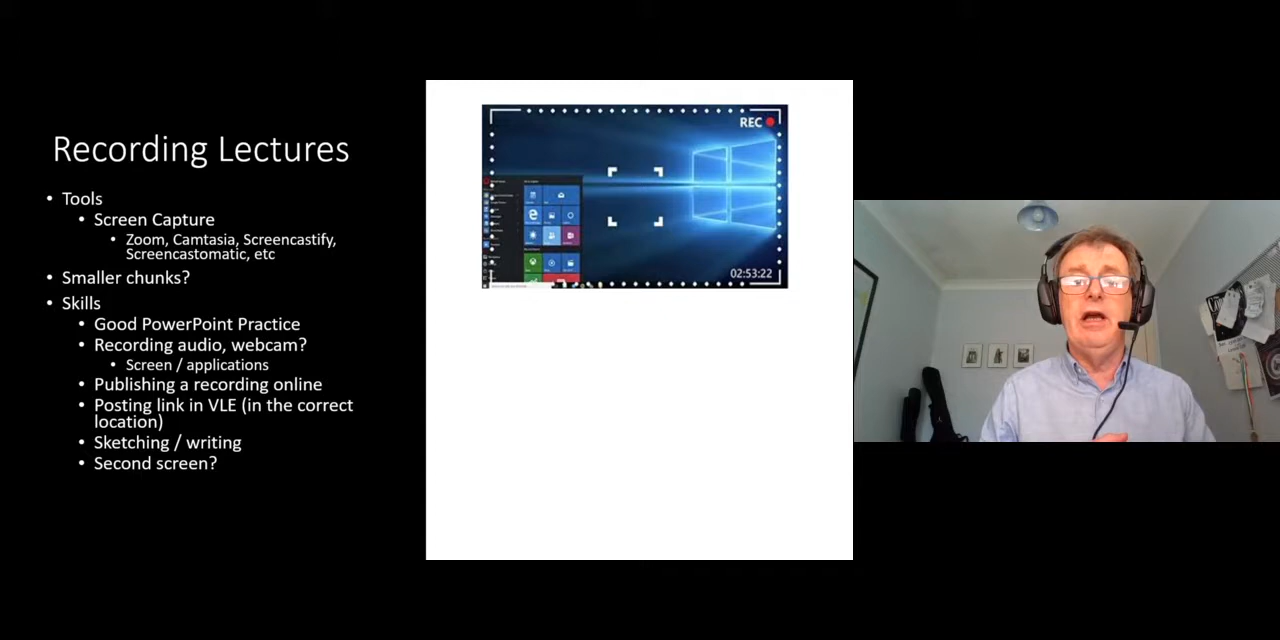 Recording Lectures
• Tools
• Screen Capture
• Zoom, Camtasia, Screencastify,
Screencastomatic, etc
• Smaller chunks?
• Skills
• Good PowerPoint Practice
• Recording audio, webcam?
• Screen / applications
• Publishing a recording online
• Posting link in VLE (in the correct
location)
• Sketching / writing
• Second screen?
REC
02:53:22